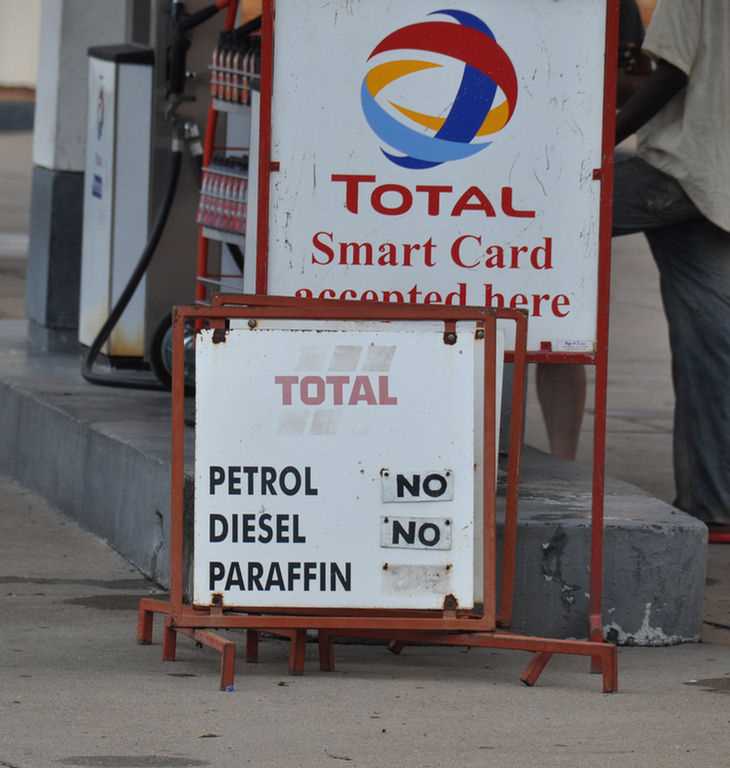 TOTAL
Smart Card
accepted here
TOTAL
PETROL NO
DIESEL NO
PARAFFIN